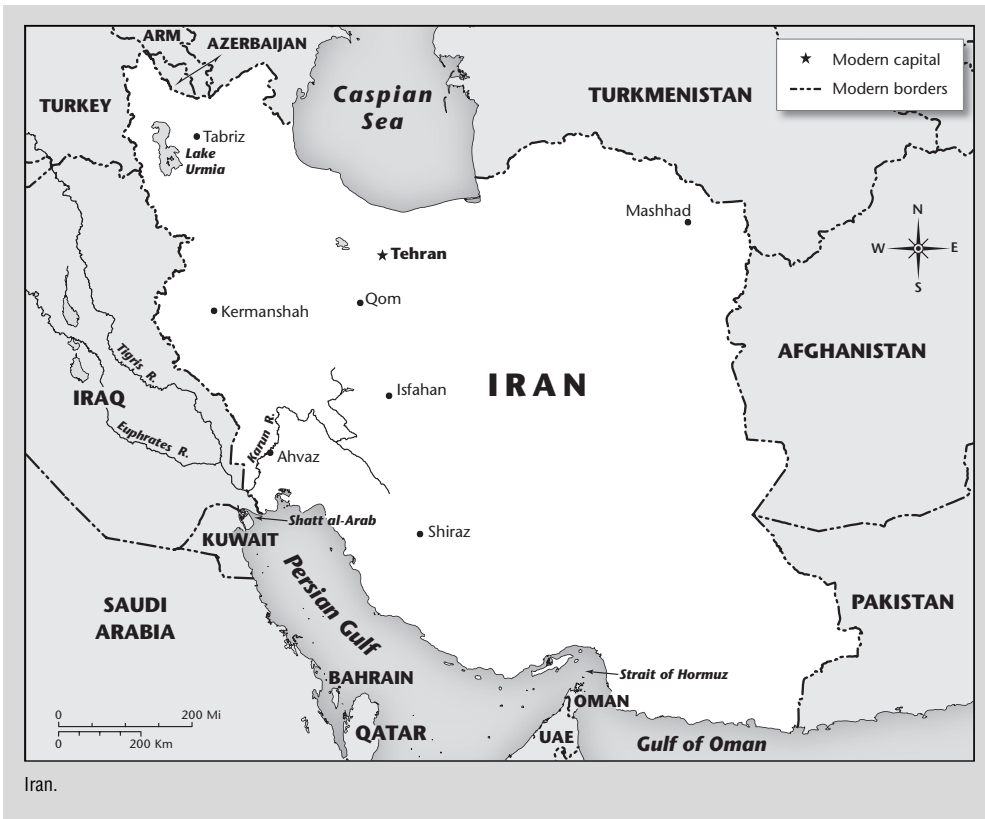 ARM
AZERBAIJAN
TURKEY
Caspian
Sea
TURKMENISTAN
Modern capital
Modern borders
Tabriz
Lake
Urmia
Mashhad
N
W
E
S
Tehran
Qom
Kermanshah
AFGHANISTAN
Tigris R.
IRAQ
Isfahan
IRAN
Euphrates R.
Karun R.
Ahvaz
Shatt al-Arab
KUWAIT
Shiraz
Persian Gulf
SAUDI
ARABIA
PAKISTAN
BAHRAIN
Strait of Hormuz
OMAN
QATAR
UAE
Gulf of Oman
0
200 Mi
0
200 Km
Iran.